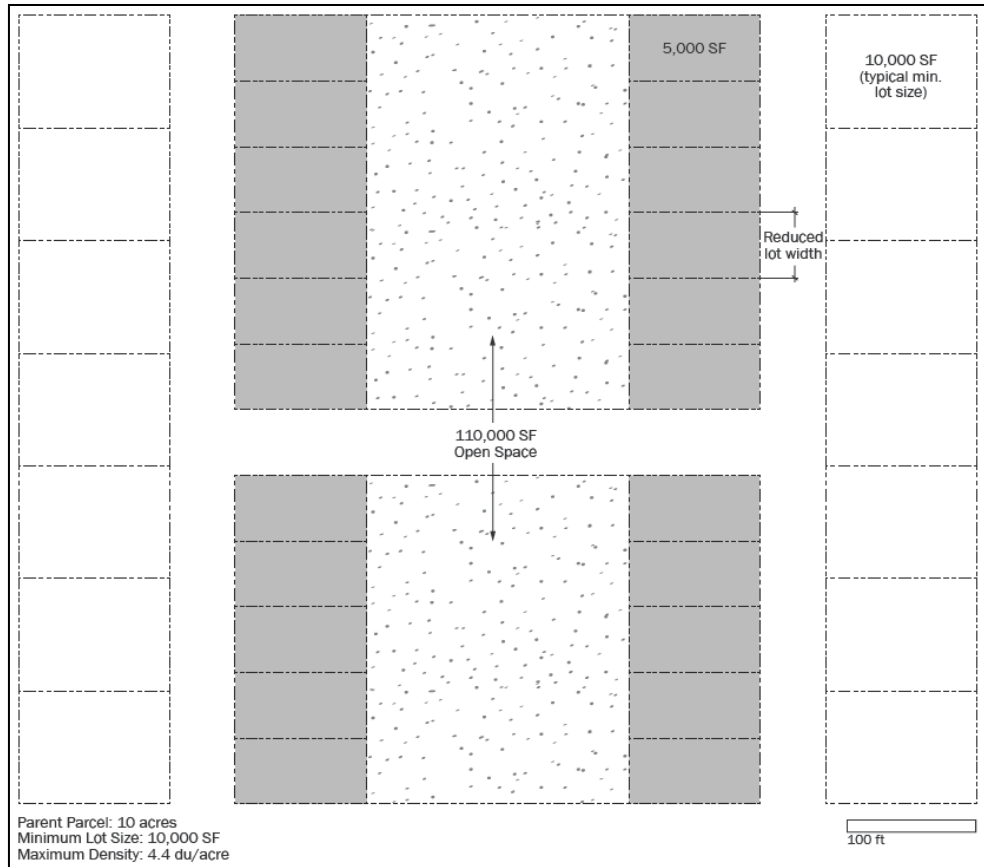 5,000 SF
10,000 SF
(typical min.
lot size)
Reduced
lot width
110,000 SF
Open Space
Parent Parcel: 10 acres
Minimum Lot Size: 10,000 SF
Maximum Density: 4.4 du/acre
100 ft